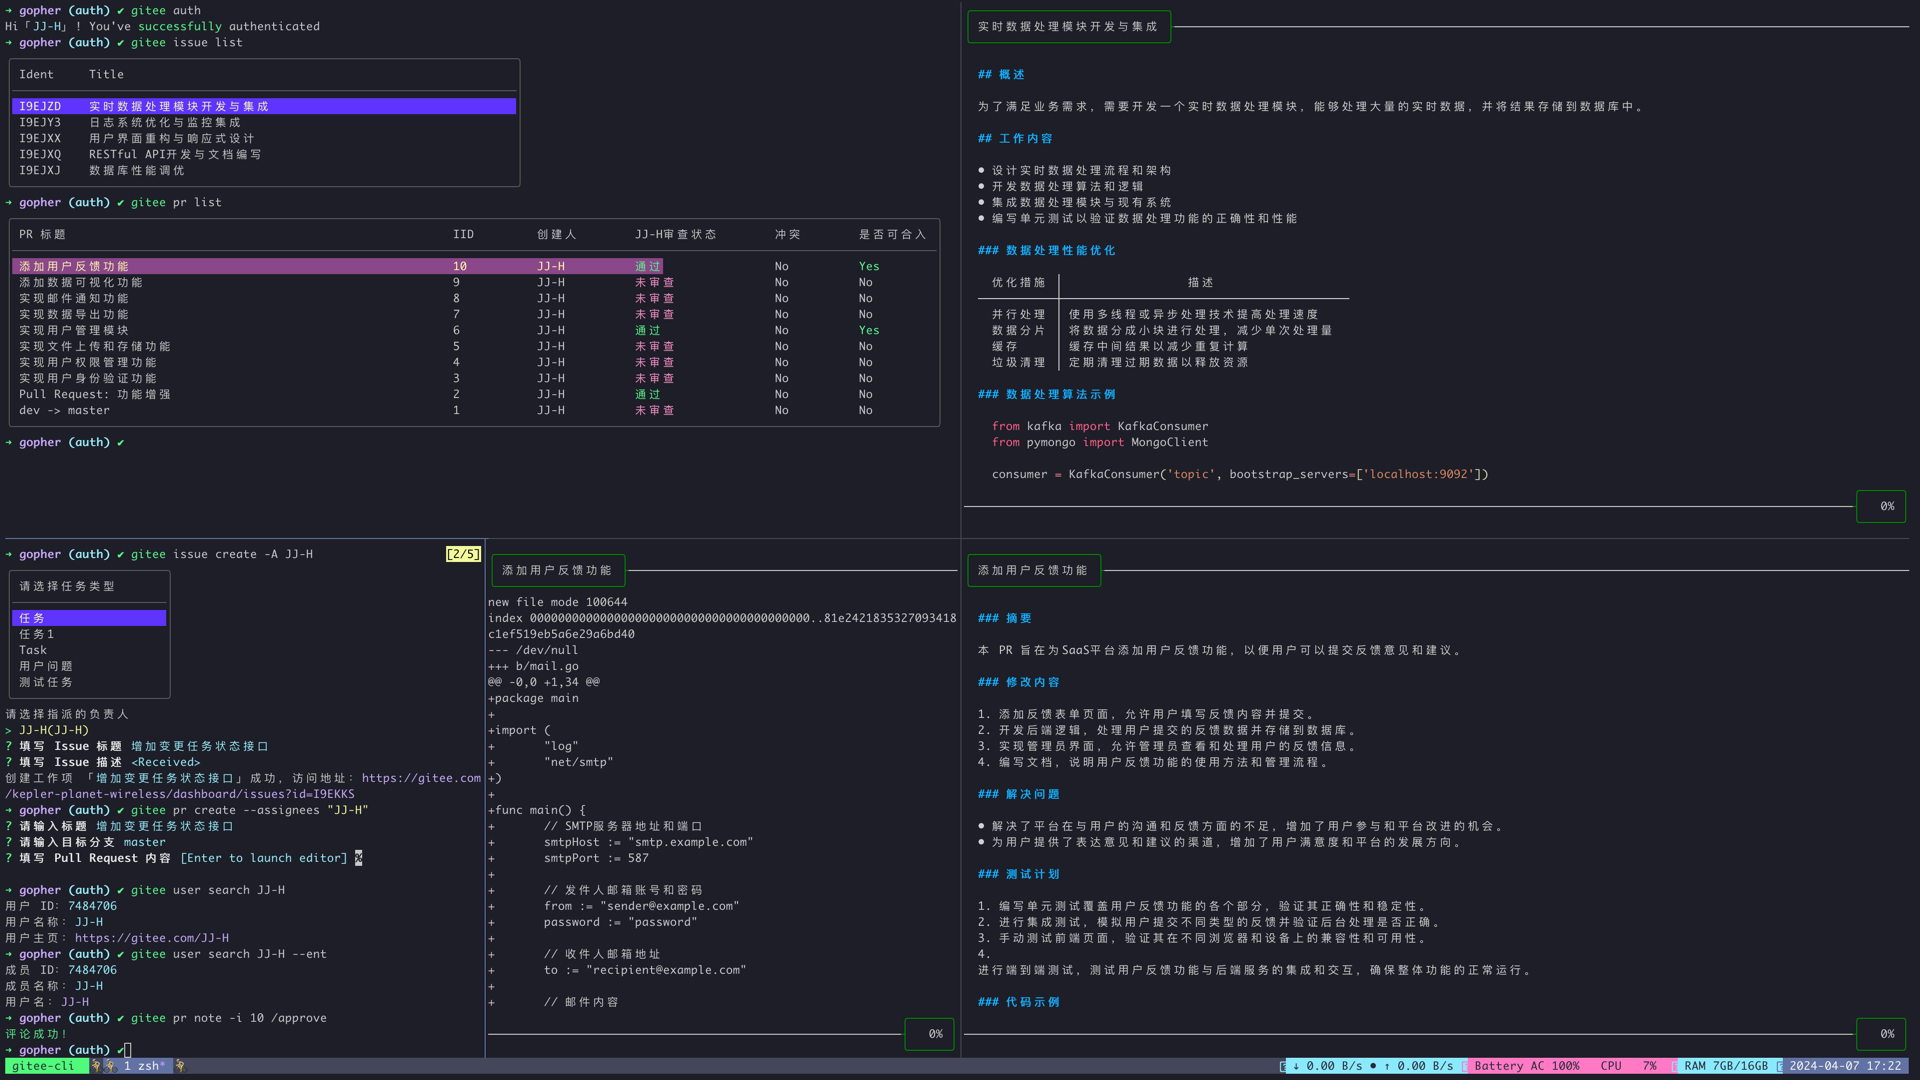 → gopher (auth) ✔ gitee auth
Hi「JJ-H」! You've successfully authenticated
→ gopher (auth) ✔ gitee issue list
Ident Title
I9EJZD 实时数据处理模块开发与集成
I9EJY3 日志系统优化与监控集成
I9EJXX 用户界面重构与响应式设计
I9EJXQ RESTful API开发与文档编写
I9EJXJ 数据库性能调优
→ gopher (auth) ✔ gitee pr list
PR 标题 IID 创建人 JJ-H审查状态 冲突 是否可合入
添加用户反馈功能 10 JJ-H 通过 No Yes
添加数据可视化功能 9 JJ-H 未审查 No No
实现邮件通知功能 8 JJ-H 未审查 No No
实现数据导出功能 7 JJ-H 未审查 No No
实现用户管理模块 6 JJ-H 通过 No Yes
实现文件上传和存储功能 5 JJ-H 未审查 No No
实现用户权限管理功能 4 JJ-H 未审查 No No
实现用户身份验证功能 3 JJ-H 未审查 No No
Pull Request: 功能增强 2 JJ-H 通过 No No
dev -> master 1 JJ-H 未审查 No No
→ gopher (auth) ✔
实时数据处理模块开发与集成
## 概述
为了满足业务需求，需要开发一个实时数据处理模块，能够处理大量的实时数据，并将结果存储到数据库中。
## 工作内容
• 设计实时数据处理流程和架构
• 开发数据处理算法和逻辑
• 集成数据处理模块与现有系统
• 编写单元测试以验证数据处理功能的正确性和性能
### 数据处理性能优化
优化措施 描述
并行处理 使用多线程或异步处理技术提高处理速度
数据分片 将数据分成小块进行处理，减少单次处理量
缓存 缓存中间结果以减少重复计算
垃圾清理 定期清理过期数据以释放资源
### 数据处理算法示例
from kafka import KafkaConsumer
from pymongo import MongoClient
consumer = KafkaConsumer('topic', bootstrap_servers=['localhost:9092'])
0%
→ gopher (auth) ✔ gitee issue create -A JJ-H
[2/5]
请选择任务类型
任务
任务1
Task
用户问题
测试任务
请选择指派的负责人
> JJ-H(JJ-H)
? 填写 Issue 标题 增加变更任务状态接口
? 填写 Issue 描述 <Received>
创建工作项 「增加变更任务状态接口」成功，访问地址：https://gitee.com
/kepler-planet-wireless/dashboard/issues?id=I9EKKS
→ gopher (auth) ✔ gitee pr create --assignees "JJ-H"
? 请输入标题 增加变更任务状态接口
? 请输入目标分支 master
? 填写 Pull Request 内容 [Enter to launch editor] %
→ gopher (auth) ✔ gitee user search JJ-H
用户 ID: 7484706
用户名称: JJ-H
用户主页: https://gitee.com/JJ-H
→ gopher (auth) ✔ gitee user search JJ-H --ent
成员 ID: 7484706
成员名称: JJ-H
用户名: JJ-H
→ gopher (auth) ✔ gitee pr note -i 10 /approve
评论成功！
→ gopher (auth) ✔
添加用户反馈功能
new file mode 100644
index 0000000000000000000000000000000000000000..81e2421835327093418
c1ef519eb5a6e29a6bd40
--- /dev/null
+++ b/mail.go
@@ -0,0 +1,34 @@
+package main
+
+import (
+ "log"
+ "net/smtp"
+)
+
+func main() {
+ // SMTP服务器地址和端口
+ smtpHost := "smtp.example.com"
+ smtpPort := 587
+
+ // 发件人邮箱账号和密码
+ from := "sender@example.com"
+ password := "password"
+
+ // 收件人邮箱地址
+ to := "recipient@example.com"
+
+ // 邮件内容
0%
添加用户反馈功能
### 摘要
本 PR 旨在为SaaS平台添加用户反馈功能，以便用户可以提交反馈意见和建议。
### 修改内容
1. 添加反馈表单页面，允许用户填写反馈内容并提交。
2. 开发后端逻辑，处理用户提交的反馈数据并存储到数据库。
3. 实现管理员界面，允许管理员查看和处理用户的反馈信息。
4. 编写文档，说明用户反馈功能的使用方法和管理流程。
### 解决问题
• 解决了平台在与用户的沟通和反馈方面的不足，增加了用户参与和平台改进的机会。
• 为用户提供了表达意见和建议的渠道，增加了用户满意度和平台的发展方向。
### 测试计划
1. 编写单元测试覆盖用户反馈功能的各个部分，验证其正确性和稳定性。
2. 进行集成测试，模拟用户提交不同类型的反馈并验证后台处理是否正确。
3. 手动测试前端页面，验证其在不同浏览器和设备上的兼容性和可用性。
4.
进行端到端测试，测试用户反馈功能与后端服务的集成和交互，确保整体功能的正常运行。
### 代码示例
0%
gitee-cli 1 zsh* ↓ 0.00 B/s • ↑ 0.00 B/s Battery AC 100% CPU 7% RAM 7GB/16GB 2024-04-07 17:22